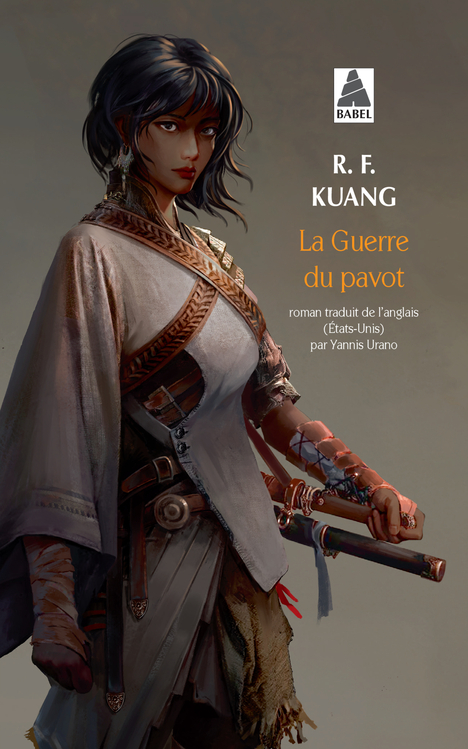 BABEL
R. F.
KUANG
La Guerre
du pavot
roman traduit de l'anglais
(États-Unis)
par Yannis Urano